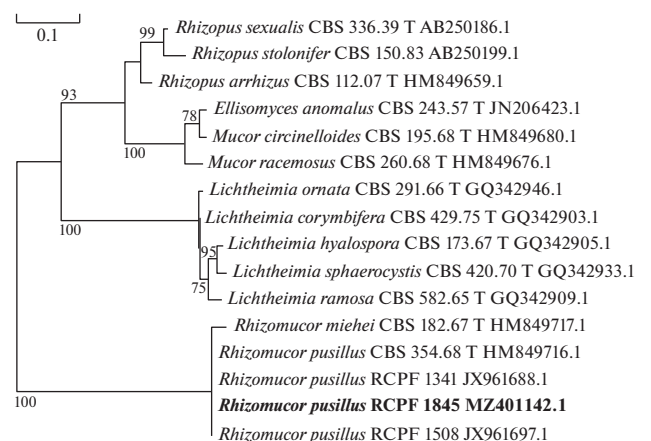 0.1
99
Rhizopus sexualis CBS 336.39 T AB250186.1
Rhizopus stolonifer CBS 150.83 AB250199.1
Rhizopus arrhizus CBS 112.07 T HM849659.1
93
Ellisomyces anomalus CBS 243.57 T JN206423.1
78
Mucor circinelloides CBS 195.68 T HM849680.1
100
Mucor racemosus CBS 260.68 T HM849676.1
Lichtheimia ornata CBS 291.66 T GQ342946.1
Lichtheimia corymbifera CBS 429.75 T GQ342903.1
100
Lichtheimia hyalospora CBS 173.67 T GQ342905.1
95
Lichtheimia sphaerocystis CBS 420.70 T GQ342933.1
75
Lichtheimia ramosa CBS 582.65 T GQ342909.1
Rhizomucor miehei CBS 182.67 T HM849717.1
Rhizomucor pusillus CBS 354.68 T HM849716.1
Rhizomucor pusillus RCPF 1341 JX961688.1
100
Rhizomucor pusillus RCPF 1845 MZ401142.1
Rhizomucor pusillus RCPF 1508 JX961697.1